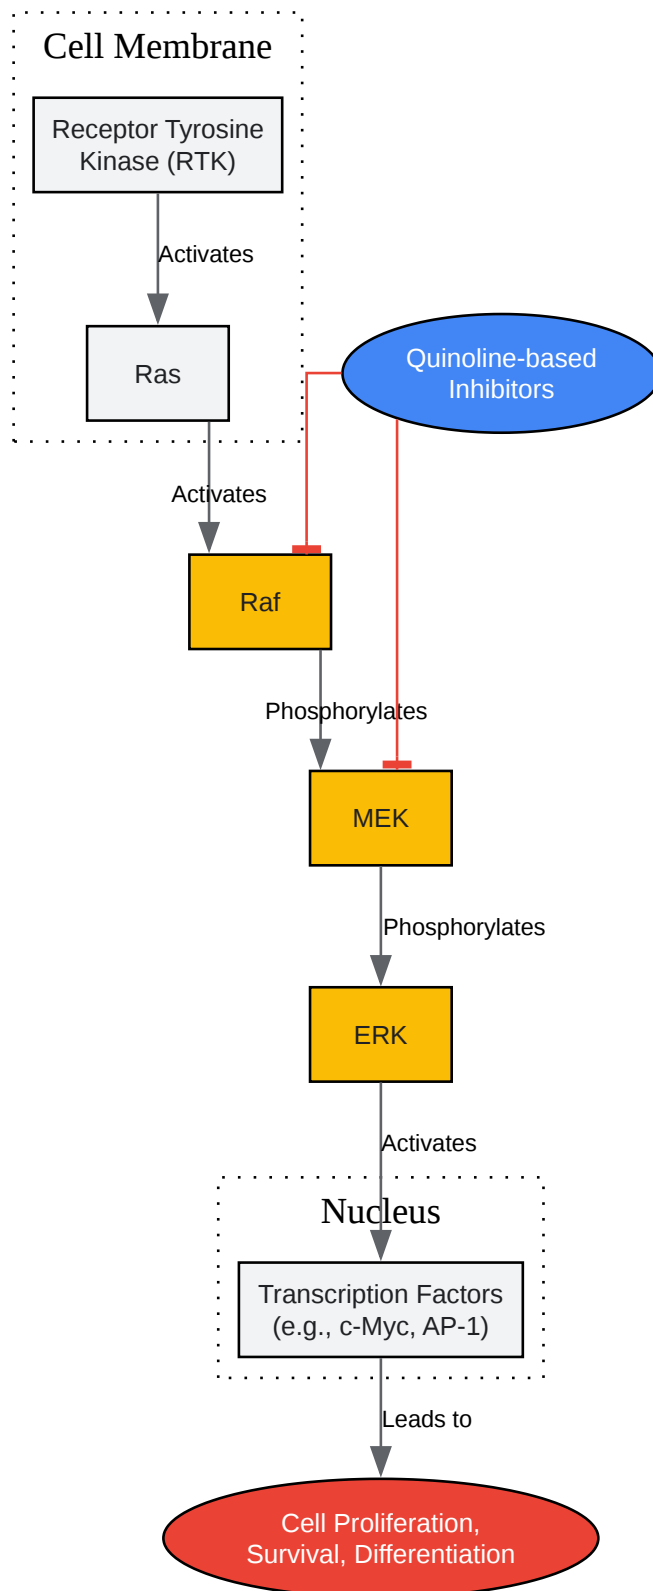 Cell Membrane
Receptor Tyrosine
Kinase (RTK)
Activates
Ras
Quinoline-based
Inhibitors
Activates
Raf
Phosphorylates
MEK
Phosphorylates
ERK
Activates
Nucleus
Transcription Factors
(e.g., c-Myc, AP-1)
Leads to
Cell Proliferation,
Survival, Differentiation